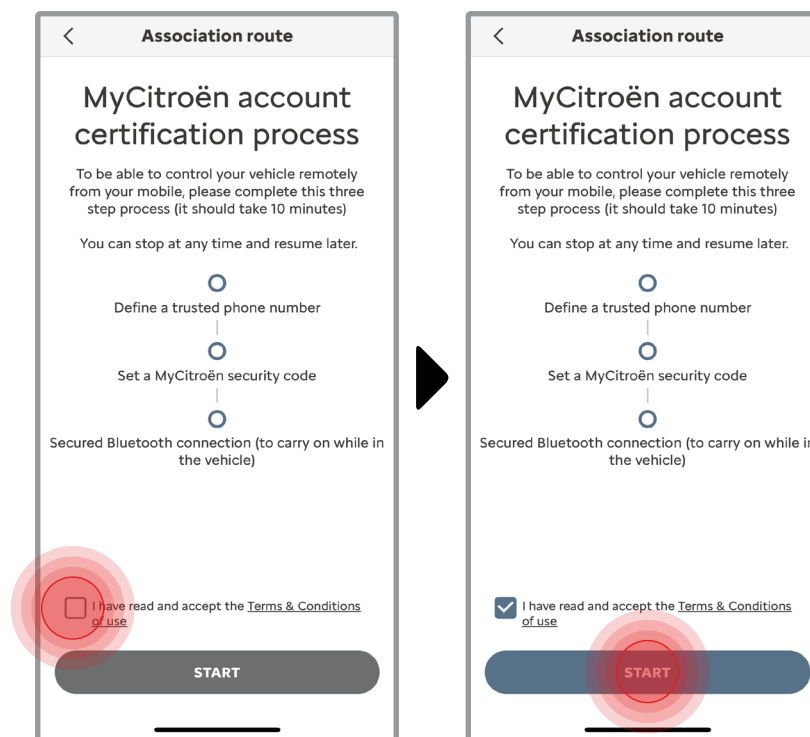 Association route
MyCitroën account
certification process
To be able to control your vehicle remotely
from your mobile, please complete this three
step process (it should take 10 minutes)
You can stop at any time and resume later.
Define a trusted phone number
Set a MyCitroën security code
Secured Bluetooth connection (to carry on while in
the vehicle)
I have read and accept the Terms & Conditions
of use
START
Association route
MyCitroën account
certification process
To be able to control your vehicle remotely
from your mobile, please complete this three
step process (it should take 10 minutes)
You can stop at any time and resume later.
Define a trusted phone number
Set a MyCitroën security code
Secured Bluetooth connection (to carry on while in
the vehicle)
I have read and accept the Terms & Conditions
of use
START